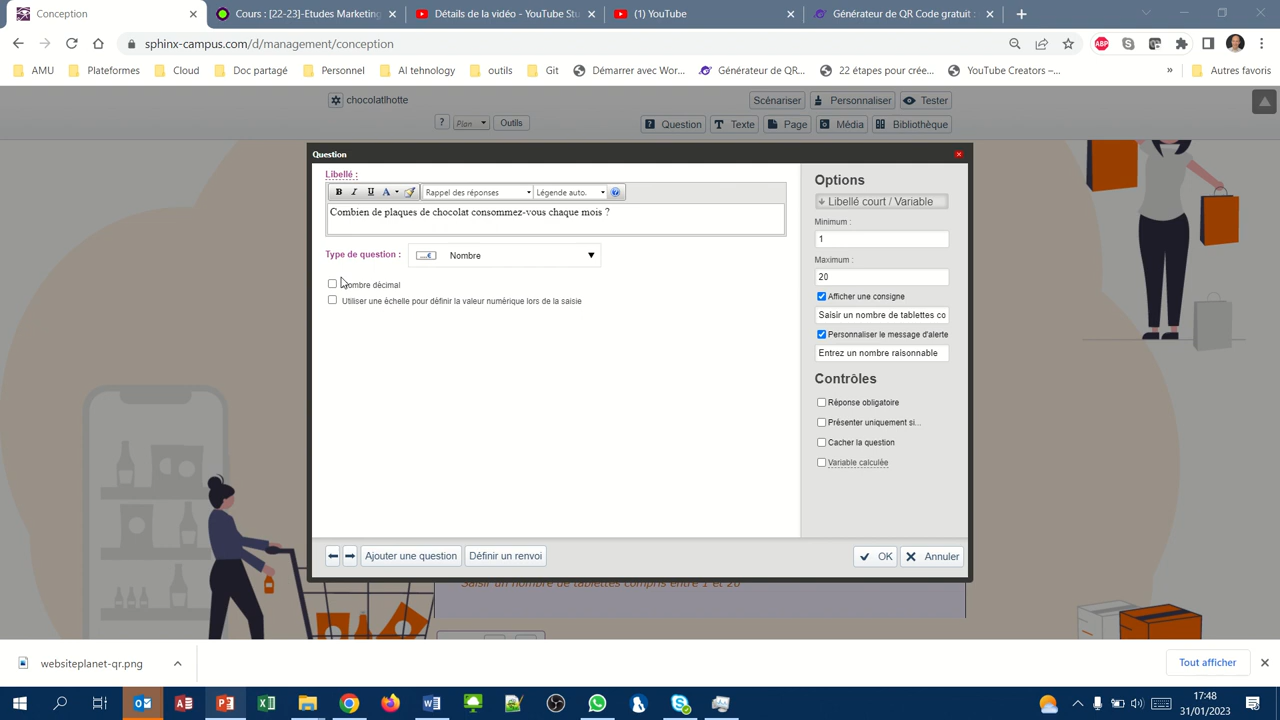 Conception
Cours : [22-23]-Etudes Marketing
Détails de la vidéo - YouTube Stu
(1) YouTube
Générateur de QR Code gratuit :
sphinx-campus.com/d/management/conception
AMU
Plateformes
Cloud
Doc partagé
Personnel
AI tehnology
outils
Git
Démarrer avec Wor...
Générateur de QR...
22 étapes pour crée...
YouTube Creators –...
»
Autres favoris
chocolatlhotte
Scénariser
Personnaliser
Tester
?
Plan
Outils
Question
Texte
Page
Média
Bibliothèque
Question
Libellé :
B I U A
Rappel des réponses
Légende auto.
Combien de plaques de chocolat consommez-vous chaque mois ?
Type de question :
Nombre
Nombre décimal
Utiliser une échelle pour définir la valeur numérique lors de la saisie
Options
Libellé court / Variable
Minimum :
1
Maximum :
20
Afficher une consigne
Saisir un nombre de tablettes co
Personnaliser le message d'alerte
Entrez un nombre raisonnable
Contrôles
Réponse obligatoire
Présenter uniquement si...
Cacher la question
Variable calculée
Ajouter une question
Définir un renvoi
OK
Annuler
Saisir un nombre de tablettes compris entre 1 et 20
websiteplanet-qr.png
Tout afficher
17:48
31/01/2023